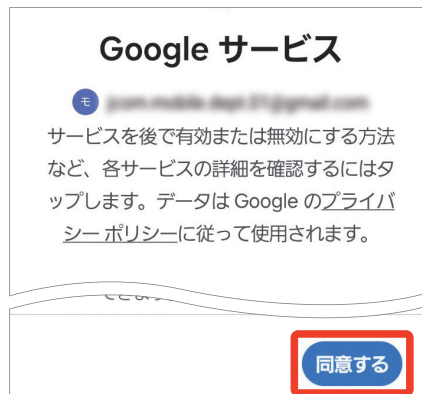 Google サービス
モ
サービスを後で有効または無効にする方法
など、各サービスの詳細を確認するにはタ
ップします。データは Google のプライバ
シー ポリシーに従って使用されます。
同意する